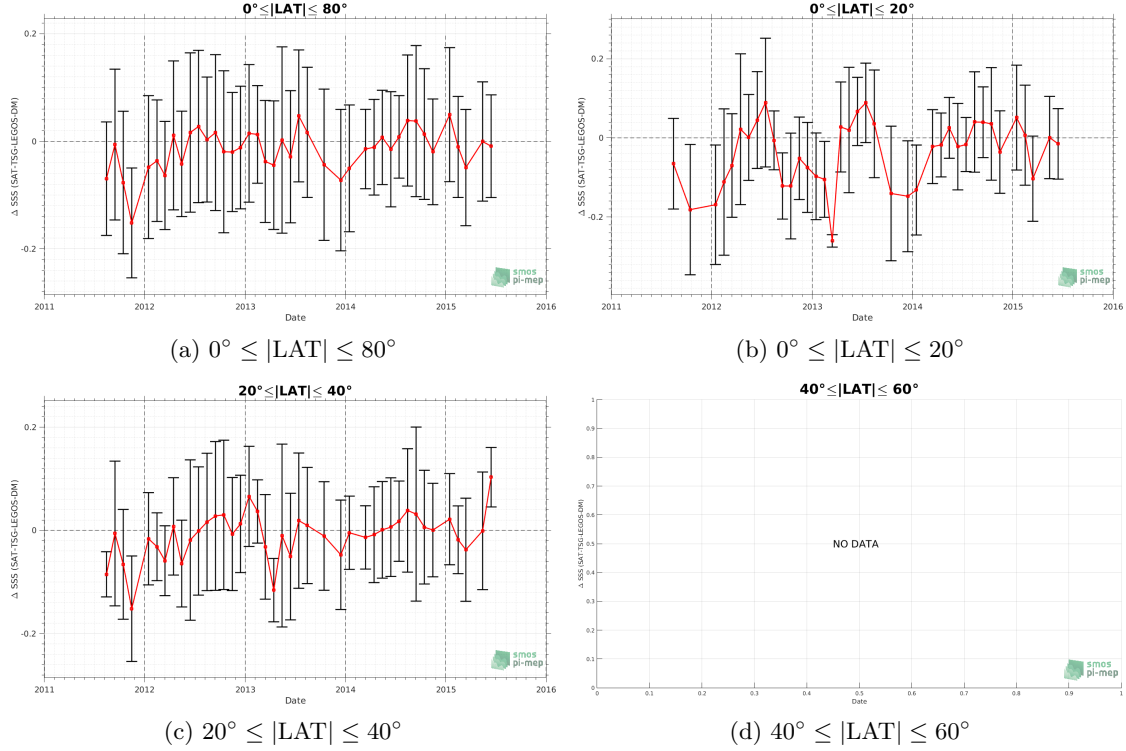 0°≤|LAT|≤ 80°
Δ SSS (SAT-TSG-LEGOS-DM)
0.2
0
-0.2
2011 2012 2013 2014 2015 2016
Date
smos
pi-mep
(a) 0° ≤ |LAT| ≤ 80°
0°≤|LAT|≤ 20°
Δ SSS (SAT-TSG-LEGOS-DM)
0.2
0
-0.2
2011 2012 2013 2014 2015 2016
Date
smos
pi-mep
(b) 0° ≤ |LAT| ≤ 20°
20°≤|LAT|≤ 40°
Δ SSS (SAT-TSG-LEGOS-DM)
0.2
0
-0.2
2011 2012 2013 2014 2015 2016
Date
smos
pi-mep
(c) 20° ≤ |LAT| ≤ 40°
40°≤|LAT|≤ 60°
Δ SSS (SAT-TSG-LEGOS-DM)
1
0.9
0.8
0.7
0.6
0.5
0.4
0.3
0.2
0.1
0
NO DATA
0 0.1 0.2 0.3 0.4 0.5 0.6 0.7 0.8 0.9 1
Date
smos
pi-mep
(d) 40° ≤ |LAT| ≤ 60°